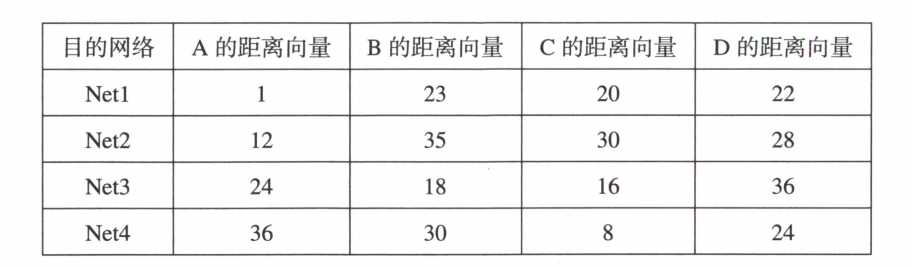 目的网络 A 的距离向量 B 的距离向量 C 的距离向量 D 的距离向量
Net1 1 23 20 22
Net2 12 35 30 28
Net3 24 18 16 36
Net4 36 30 8 24